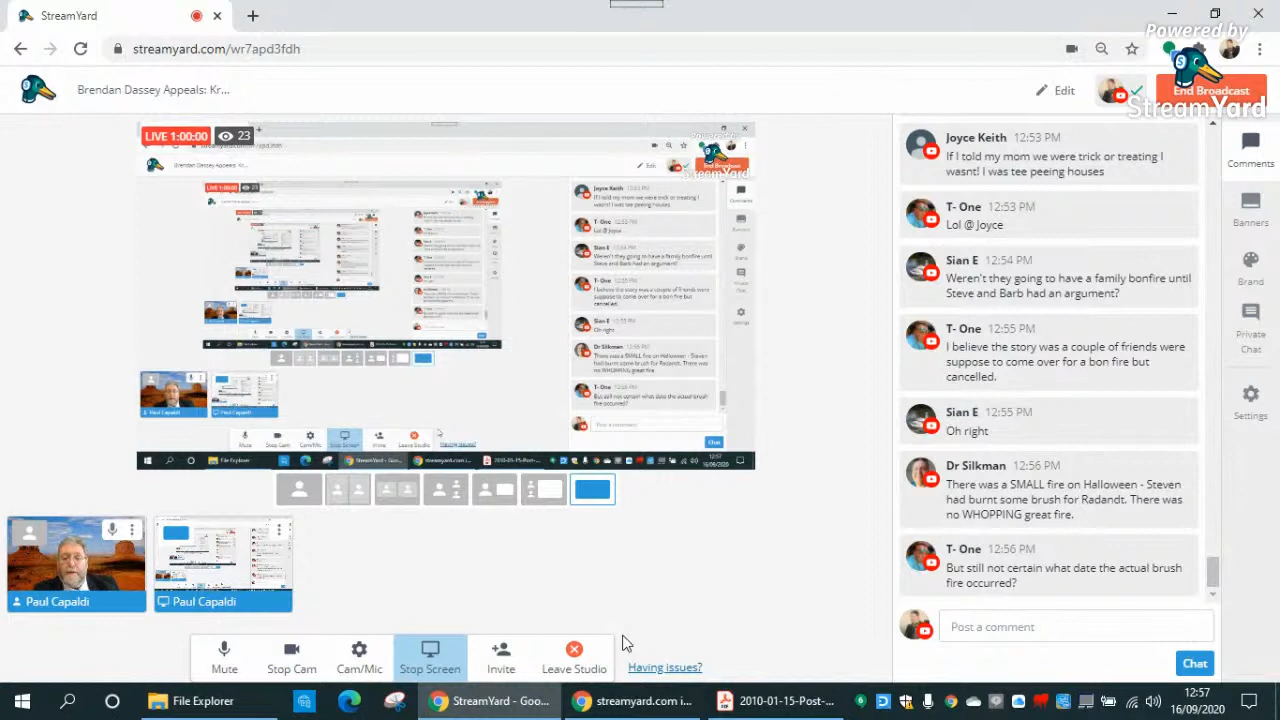 StreamYard
streamyard.com/wr7apd3fdh
Powered by
StreamYard
Brendan Dassey Appeals: Kr...
Edit
End Broadcast
LIVE 1:00:00
23
Joyce Keith 12:53 PM
If I told my mom we were trick or treating I
wasn't! I was tee peeing houses
T- One 12:53 PM
Lol @ Joyce
Sian E 12:54 PM
Weren't they going to have a family bonfire until
Steve and Barb had an argument?
T- One 12:55 PM
I believe the story was a couple of friends were
suppose to come over for a bon fire but
cancelled.
Sian E 12:55 PM
Oh right
Dr Silkman 12:56 PM
There was a SMALL fire on Halloween - Steven
had burnt some brush for Radandt. There was
no WHOPPING great fire.
T- One 12:56 PM
But still not certain what date the actual brush
fire occurred?
Post a comment
Chat
Comments
Banners
Brand
Private
Chat
Settings
Paul Capaldi
Paul Capaldi
Mute
Stop Cam
Cam/Mic
Stop Screen
Invite
Leave Studio
Having issues?
File Explorer
StreamYard - Goo...
streamyard.com i...
2010-01-15-Post-...
12:57
16/09/2020